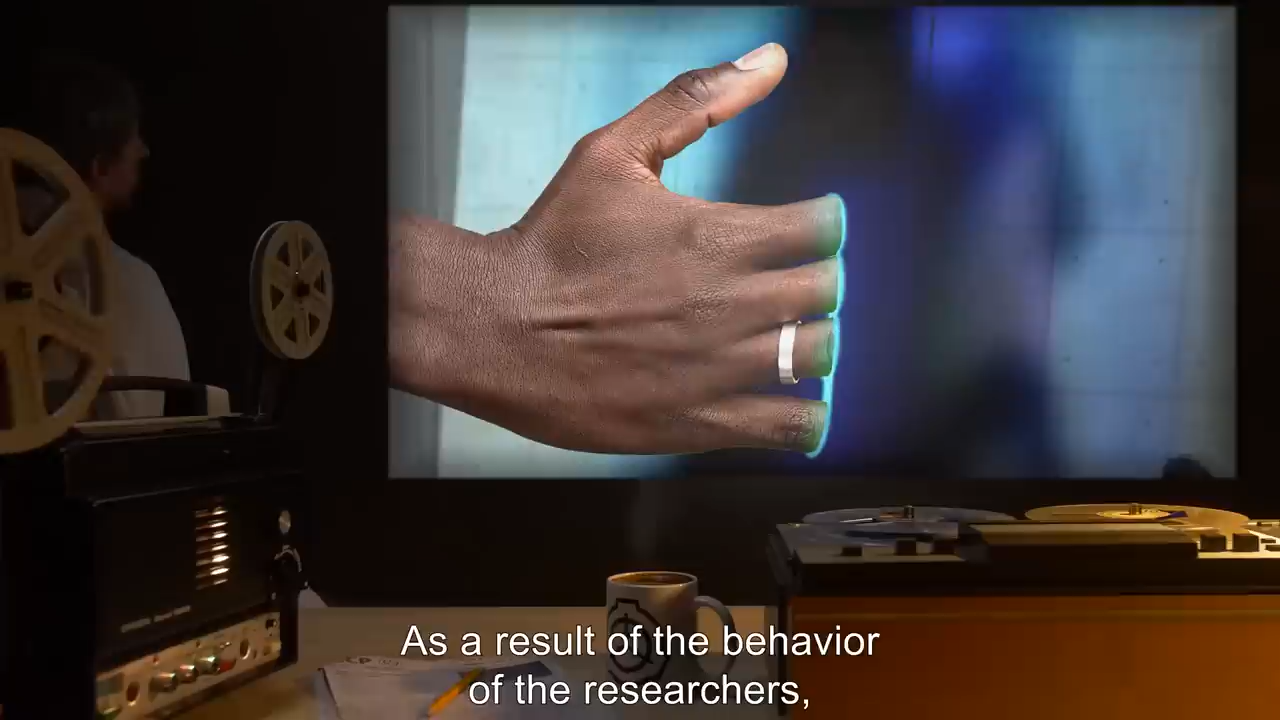 As a result of the behavior
of the researchers,